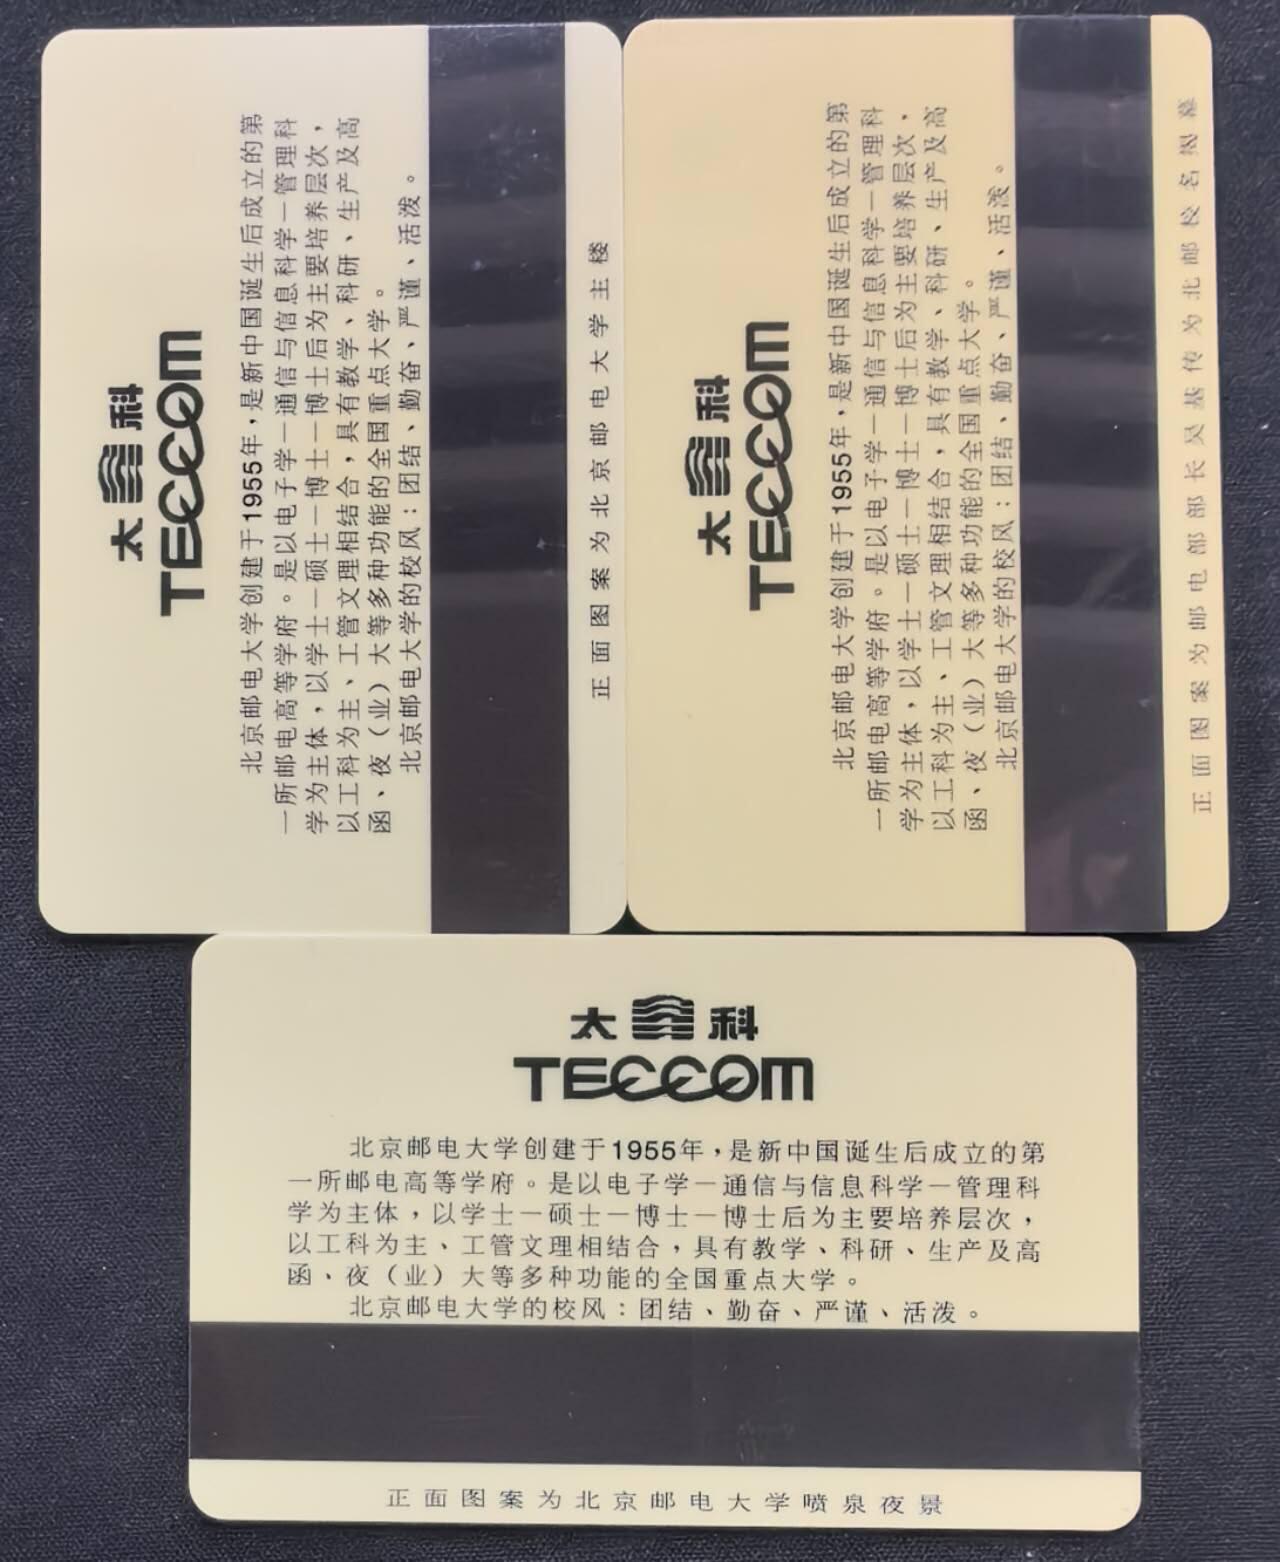 太科
TECCOM
北京邮电大学创建于1955年，是新中国诞生后成立的第
一所邮电高等学府。是以电子学－通信与信息科学－管理科
学为主体，以学士－硕士－博士－博士后为主要培养层次，
以工科为主、工管文理相结合，具有教学、科研、生产及高
函、夜（业）大等多种功能的全国重点大学。
北京邮电大学的校风：团结、勤奋、严谨、活泼。
正面图案为北京邮电大学主楼
太科
TECCOM
北京邮电大学创建于1955年，是新中国诞生后成立的第
一所邮电高等学府。是以电子学－通信与信息科学－管理科
学为主体，以学士－硕士－博士－博士后为主要培养层次，
以工科为主、工管文理相结合，具有教学、科研、生产及高
函、夜（业）大等多种功能的全国重点大学。
北京邮电大学的校风：团结、勤奋、严谨、活泼。
正面图案为邮电部部长吴基传为北邮校名揭幕
太科
TECCOM
北京邮电大学创建于1955年，是新中国诞生后成立的第
一所邮电高等学府。是以电子学－通信与信息科学－管理科
学为主体，以学士－硕士－博士－博士后为主要培养层次，
以工科为主、工管文理相结合，具有教学、科研、生产及高
函、夜（业）大等多种功能的全国重点大学。
北京邮电大学的校风：团结、勤奋、严谨、活泼。
正面图案为北京邮电大学喷泉夜景